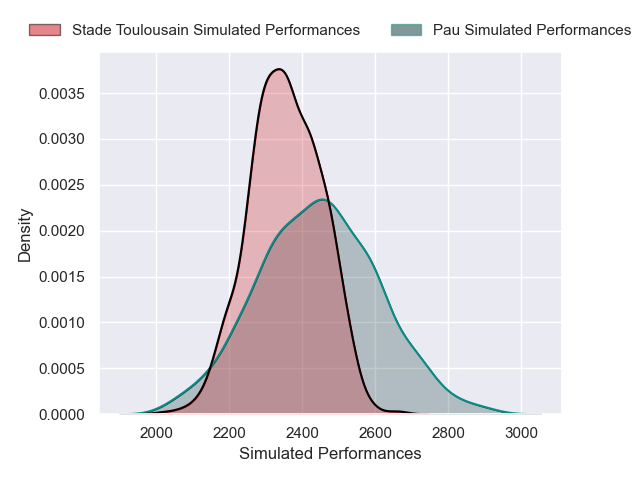 Stade Toulousain Simulated Performances
Pau Simulated Performances
0.0035
0.0030
0.0025
0.0020
0.0015
0.0010
0.0005
0.0000
Density
2000 2200 2400 2600 2800 3000
Simulated Performances